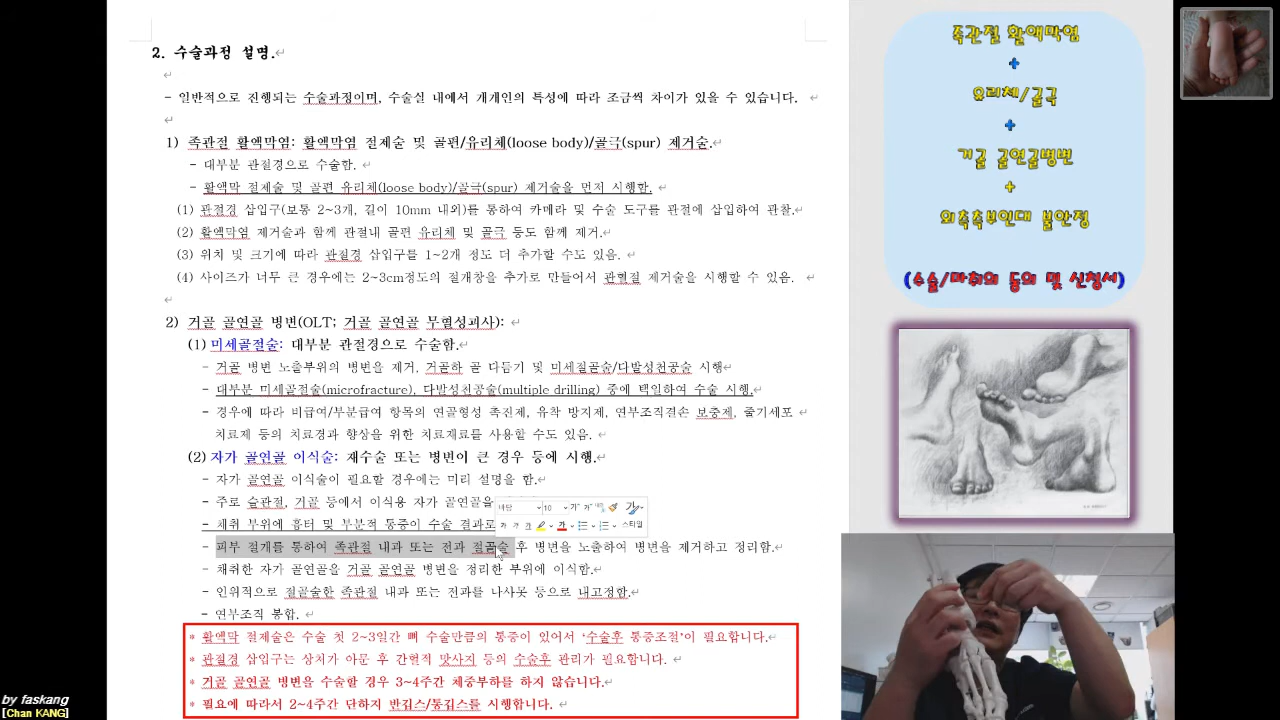 2. 수술과정 설명.
- 일반적으로 진행되는 수술과정이며, 수술실 내에서 개개인의 특성에 따라 조금씩 차이가 있을 수 있습니다.
1) 족관절 활액막염: 활액막염 절제술 및 골편/유리체(loose body)/골극(spur) 제거술.
- 대부분 관절경으로 수술함.
- 활액막 절제술 및 골편 유리체(loose body)/골극(spur) 제거술을 먼저 시행함.
(1) 관절경 삽입구(보통 2~3개, 길이 10mm 내외)를 통하여 카메라 및 수술 도구를 관절에 삽입하여 관찰.
(2) 활액막염 제거술과 함께 관절내 골편 유리체 및 골극 등도 함께 제거.
(3) 위치 및 크기에 따라 관절경 삽입구를 1~2개 정도 더 추가할 수도 있음.
(4) 사이즈가 너무 큰 경우에는 2~3cm정도의 절개창을 추가로 만들어서 관혈적 제거술을 시행할 수 있음.
2) 거골 골연골 병변(OLT; 거골 골연골 무혈성괴사):
(1) 미세골절술: 대부분 관절경으로 수술함.
- 거골 병변 노출부위의 병변을 제거, 거골하 골 다듬기 및 미세질골술/다발성천공술 시행
- 대부분 미세골절술(microfracture), 다발성천공술(multiple drilling) 중에 택일하여 수술 시행.
- 경우에 따라 비급여/부분급여 항목의 연골형성 촉진제, 유착 방지제, 연부조직결손 보충제, 줄기세포
치료제 등의 치료경과 향상을 위한 치료재료를 사용할 수도 있음.
(2) 자가 골연골 이식술: 재수술 또는 병변이 큰 경우 등에 시행.
- 자가 골연골 이식술이 필요할 경우에는 미리 설명을 함.
- 주로 슬관절, 거골 등에서 이식용 자가 골연골을
- 채취 부위에 흉터 및 부분적 통증이 수술 결과로
- 피부 절개를 통하여 족관절 내과 또는 전과 절골술 후 병변을 노출하여 병변을 제거하고 정리함.
- 채취한 자가 골연골을 거골 골연골 병변을 정리한 부위에 이식함.
- 인위적으로 절골술한 족관절 내과 또는 전과를 나사못 등으로 내고정함.
- 연부조직 봉합.
* 활액막 절제술은 수술 첫 2~3일간 뼈 수술만큼의 통증이 있어서 '수술후 통증조절'이 필요합니다.
* 관절경 삽입구는 상처가 아문 후 간헐적 맛사지 등의 수술후 관리가 필요합니다.
* 거골 골연골 병변을 수술할 경우 3~4주간 체중부하를 하지 않습니다.
* 필요에 따라서 2~4주간 단하지 반깁스/통깁스를 시행합니다.
바탕 10 가 가
가 가 가 스타일
족관절 활액막염
+
유리체/골극
+
거골 골연골병변
+
외측측부인대 불안정
(수술/마취의 동의 및 신청서)
by faskang
[Chan KANG]